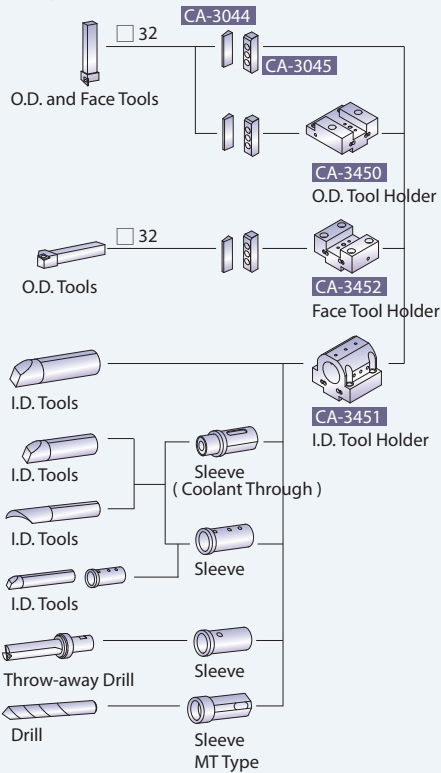 CA-3044
□ 32
CA-3045
O.D. and Face Tools
CA-3450
O.D. Tool Holder
□ 32
O.D. Tools
CA-3452
Face Tool Holder
I.D. Tools
CA-3451
I.D. Tool Holder
I.D. Tools
Sleeve
( Coolant Through )
I.D. Tools
Sleeve
I.D. Tools
Throw-away Drill
Sleeve
Drill
Sleeve
MT Type